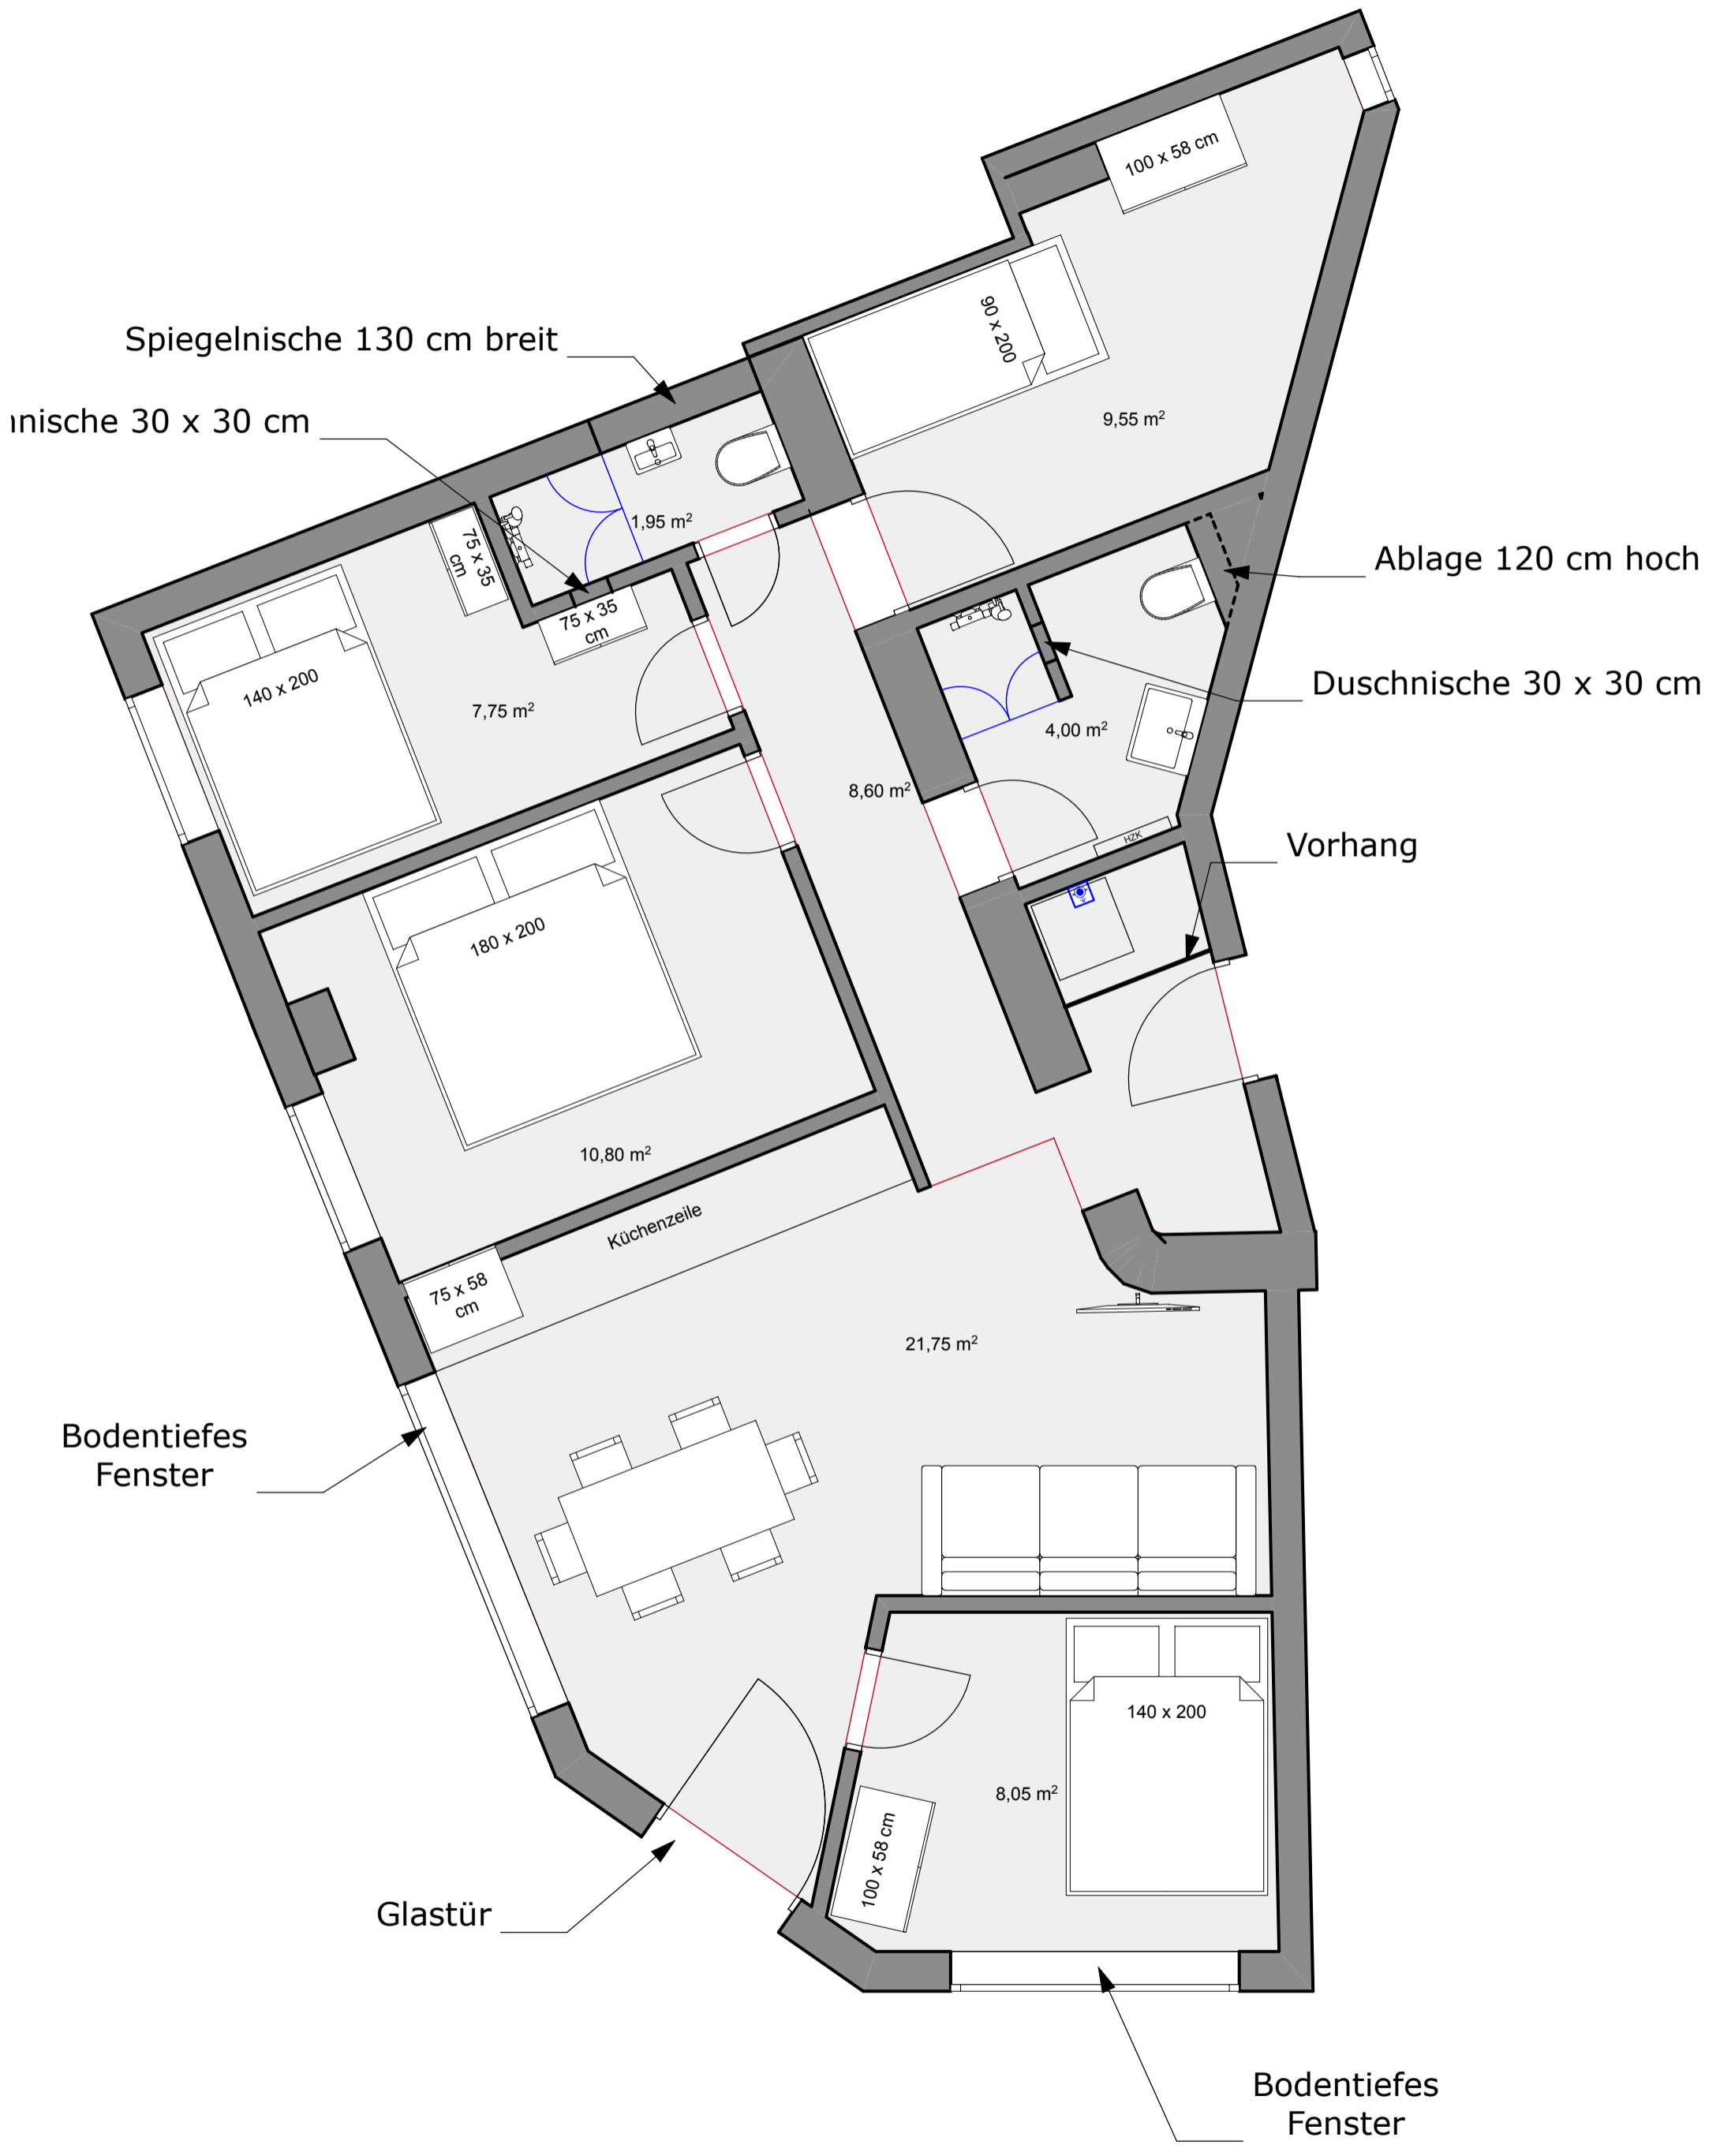 100 x 58 cm
Spiegelnische 130 cm breit
90 x 200
nische 30 x 30 cm
9,55 m²
1,95 m²
75 x 35
cm
Ablage 120 cm hoch
75 x 35
cm
140 x 200
Duschnische 30 x 30 cm
7,75 m²
4,00 m²
8,60 m²
HZK
Vorhang
180 x 200
10,80 m²
Küchenzeile
75 x 58
cm
21,75 m²
Bodentiefes
Fenster
140 x 200
8,05 m²
100 x 58 cm
Glastür
Bodentiefes
Fenster